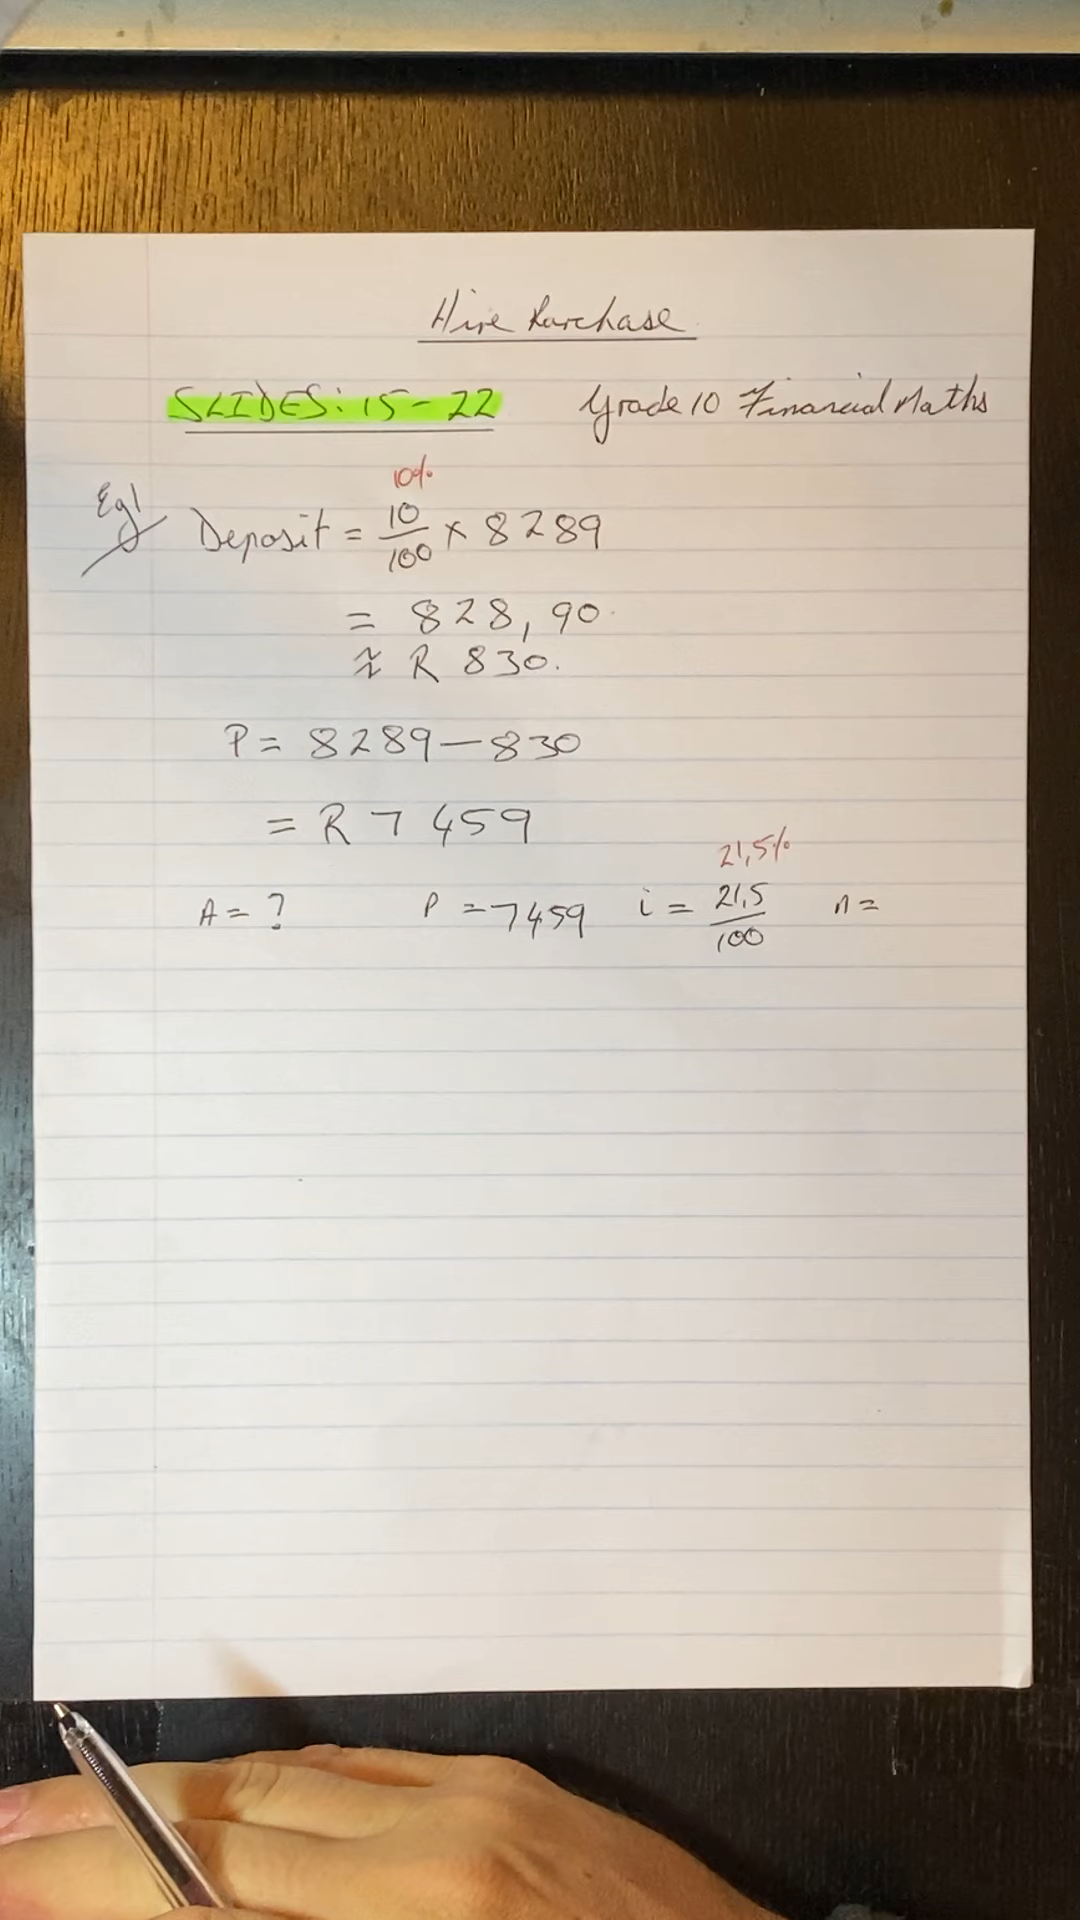 Hire Purchase
SLIDES: 15-22 Grade 10 Financial Maths
10%
Eg1 Deposit = 10/100 × 8289
= 828,90
≈ R 830.
P = 8289 - 830
= R 7 459
21,5%
A = ? P = 7459 i = 21,5/100 n =